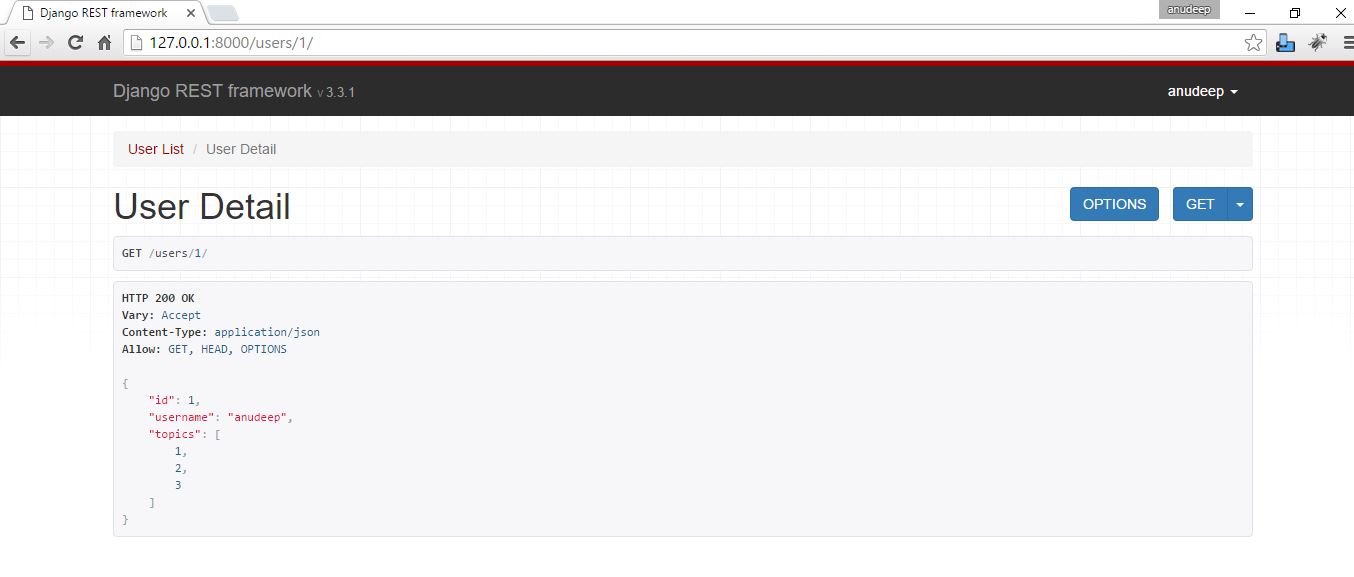 Django REST framework
anudeep
127.0.0.1:8000/users/1/
Django REST framework v 3.3.1
anudeep
User List / User Detail
User Detail
OPTIONS
GET
GET /users/1/
HTTP 200 OK
Vary: Accept
Content-Type: application/json
Allow: GET, HEAD, OPTIONS
{
    "id": 1,
    "username": "anudeep",
    "topics": [
        1,
        2,
        3
    ]
}